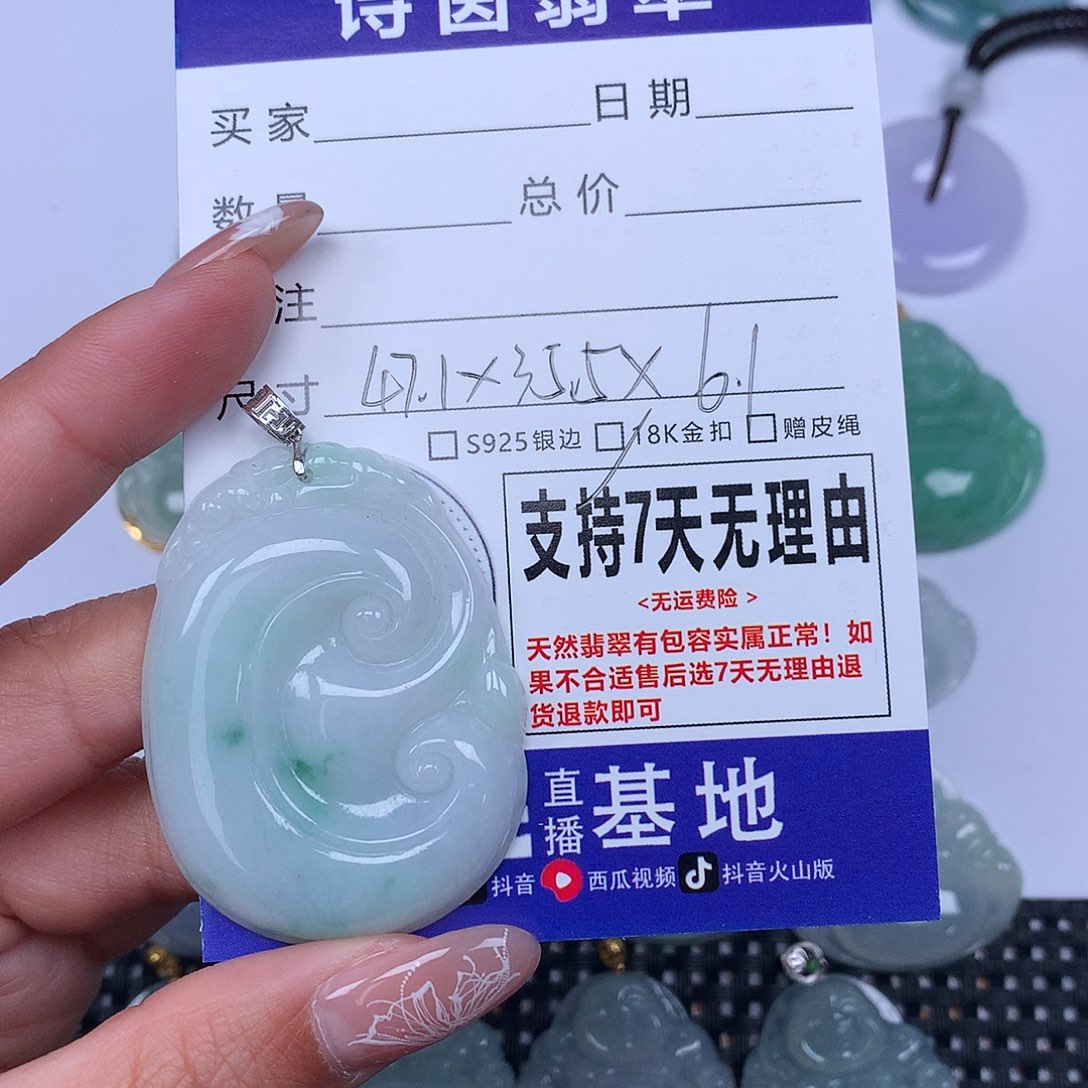 诗茵翡翠
买家 日期
数量 总价
注
尺寸 47.1×35.5×6.1
S925银边 18K金扣 赠皮绳
支持7天无理由
<无运费险 >
天然翡翠有包容实属正常！如
果不合适售后选7天无理由退
货退款即可
直播基地
抖音 西瓜视频 抖音火山版